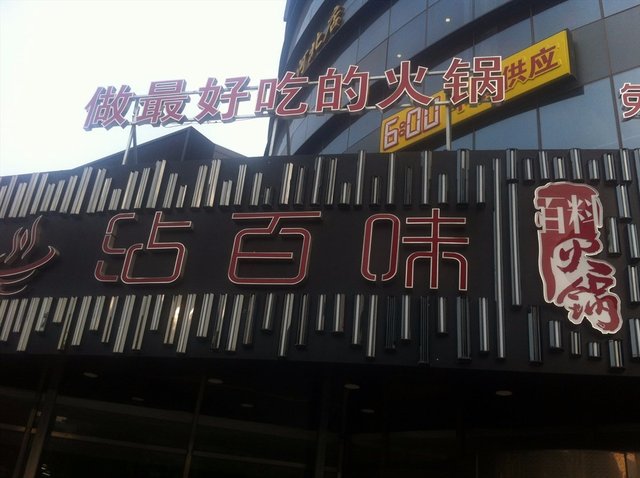 做最好吃的火锅
6:00
供应
沾百味
百料
火锅